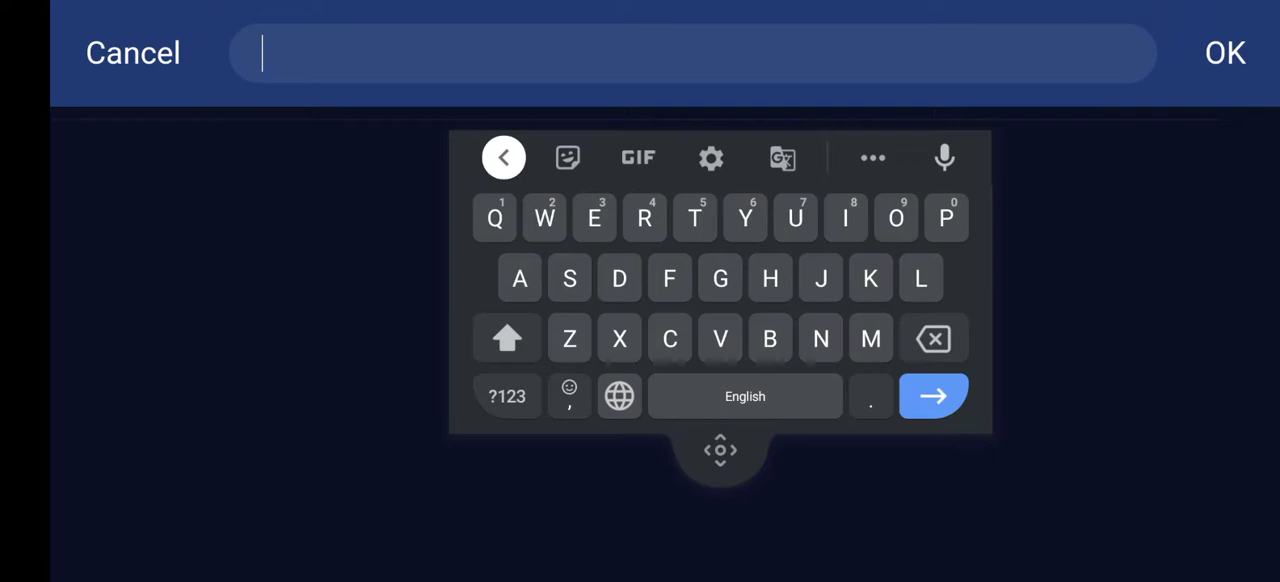 Cancel OK
GIF
1 2 3 4 5 6 7 8 9 0
Q W E R T Y U I O P
A S D F G H J K L
Z X C V B N M
?123 , English .